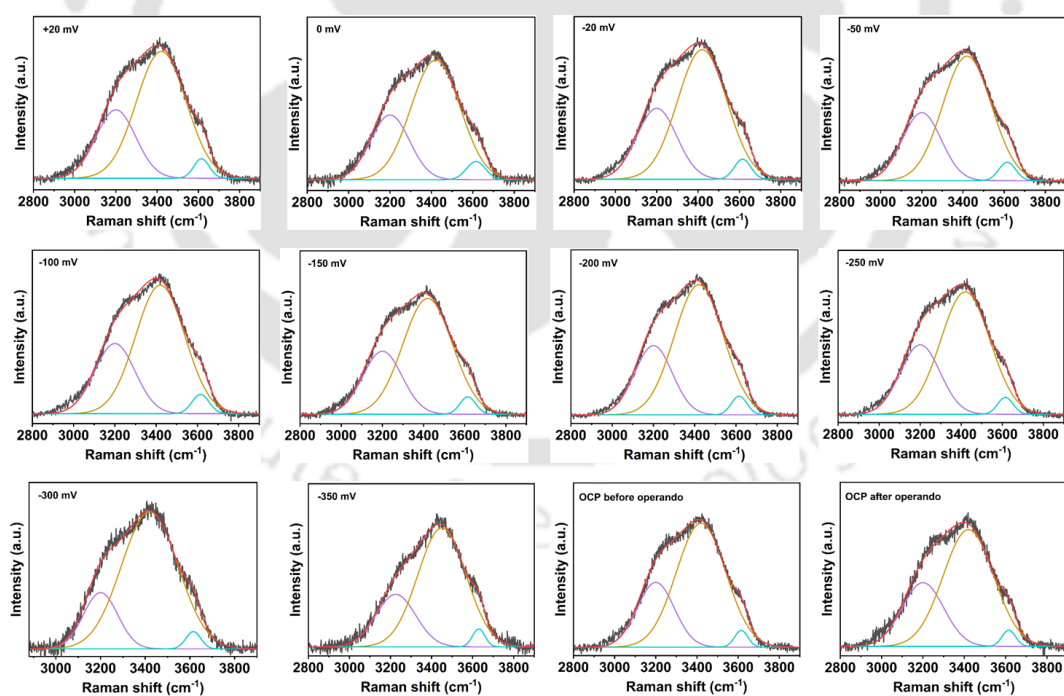 +20 mV
Intensity (a.u.)
2800 3000 3200 3400 3600 3800
Raman shift (cm⁻¹)
0 mV
Intensity (a.u.)
2800 3000 3200 3400 3600 3800
Raman shift (cm⁻¹)
-20 mV
Intensity (a.u.)
2800 3000 3200 3400 3600 3800
Raman shift (cm⁻¹)
-50 mV
Intensity (a.u.)
2800 3000 3200 3400 3600 3800
Raman shift (cm⁻¹)
-100 mV
Intensity (a.u.)
2800 3000 3200 3400 3600 3800
Raman shift (cm⁻¹)
-150 mV
Intensity (a.u.)
2800 3000 3200 3400 3600 3800
Raman shift (cm⁻¹)
-200 mV
Intensity (a.u.)
2800 3000 3200 3400 3600 3800
Raman shift (cm⁻¹)
-250 mV
Intensity (a.u.)
2800 3000 3200 3400 3600 3800
Raman shift (cm⁻¹)
-300 mV
Intensity (a.u.)
3000 3200 3400 3600 3800
Raman shift (cm⁻¹)
-350 mV
Intensity (a.u.)
2800 3000 3200 3400 3600 3800
Raman shift (cm⁻¹)
OCP before operando
Intensity (a.u.)
2800 3000 3200 3400 3600 3800
Raman shift (cm⁻¹)
OCP after operando
Intensity (a.u.)
2800 3000 3200 3400 3600 3800
Raman shift (cm⁻¹)